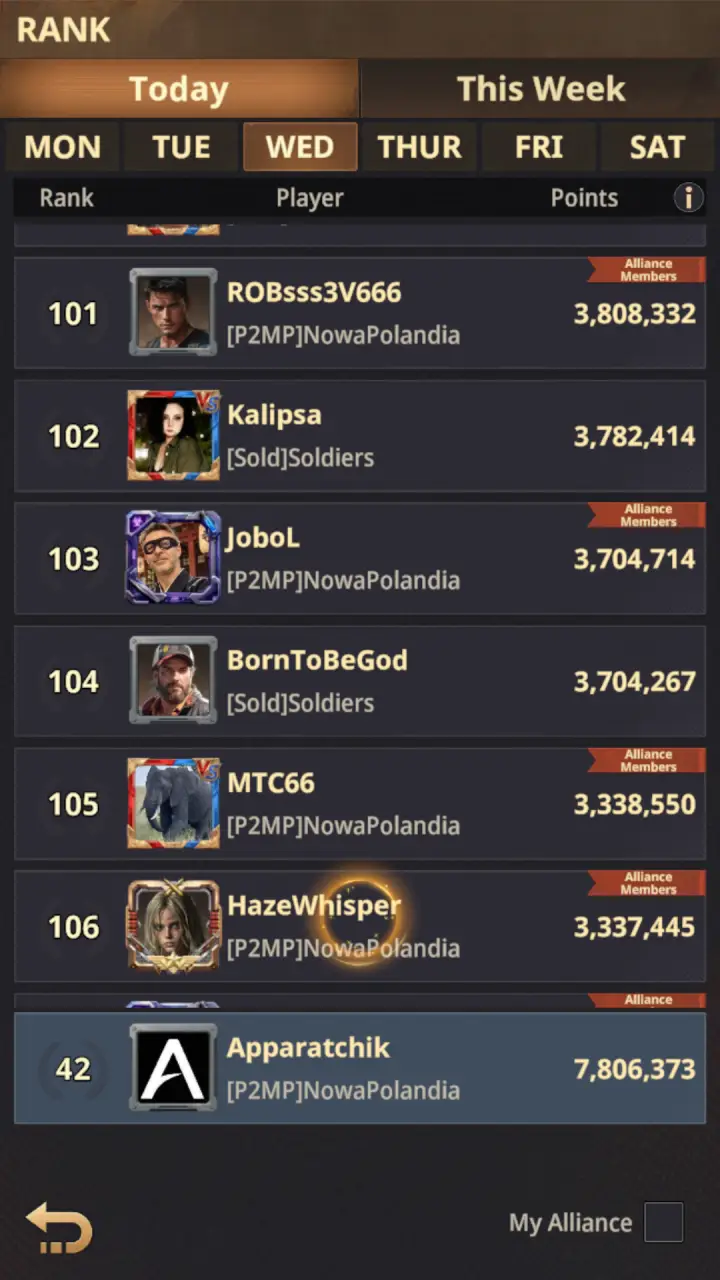 RANK
Today
This Week
MON
TUE
WED
THUR
FRI
SAT
Rank
Player
Points
i
Alliance
Members
101
ROBsss3V666
[P2MP]NowaPolandia
3,808,332
102
Kalipsa
[Sold]Soldiers
3,782,414
Alliance
Members
103
JoboL
[P2MP]NowaPolandia
3,704,714
104
BornToBeGod
[Sold]Soldiers
3,704,267
Alliance
Members
105
MTC66
[P2MP]NowaPolandia
3,338,550
Alliance
Members
106
HazeWhisper
[P2MP]NowaPolandia
3,337,445
Alliance
42
Apparatchik
[P2MP]NowaPolandia
7,806,373
My Alliance